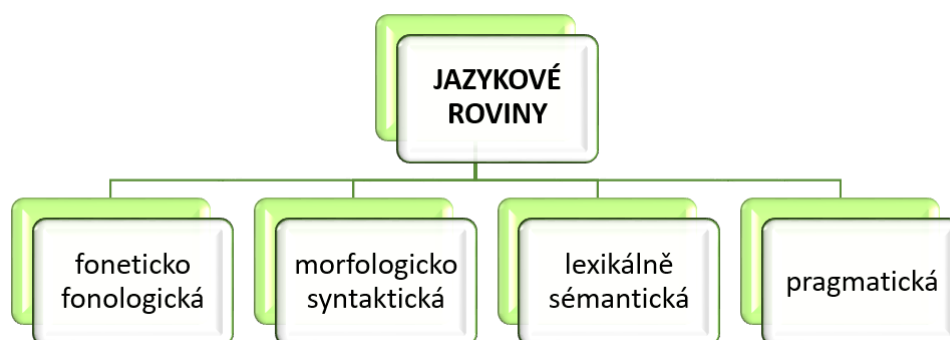 JAZYKOVÉ
ROVINY
foneticko
fonologická
morfologicko
syntaktická
lexikálně
sémantická
pragmatická